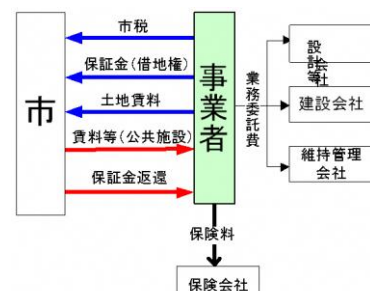 市税
保証金(借地権)
土地賃料
賃料等(公共施設)
保証金返還
市
事業者
業務委託費
設計等
会社
建設会社
維持管理
会社
保険料
保険会社